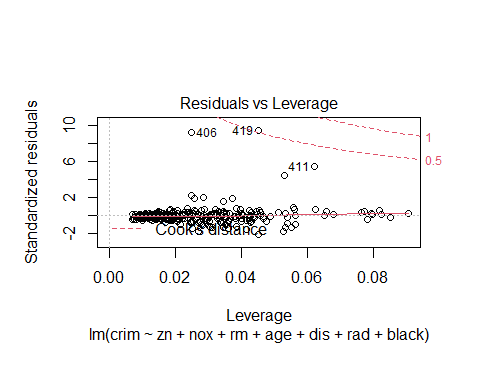 Residuals vs Leverage
Standardized residuals
10
6
2
-2
406
419
411
1
0.5
Cook's distance
0.00 0.02 0.04 0.06 0.08
Leverage
lm(crim ~ zn + nox + rm + age + dis + rad + black)